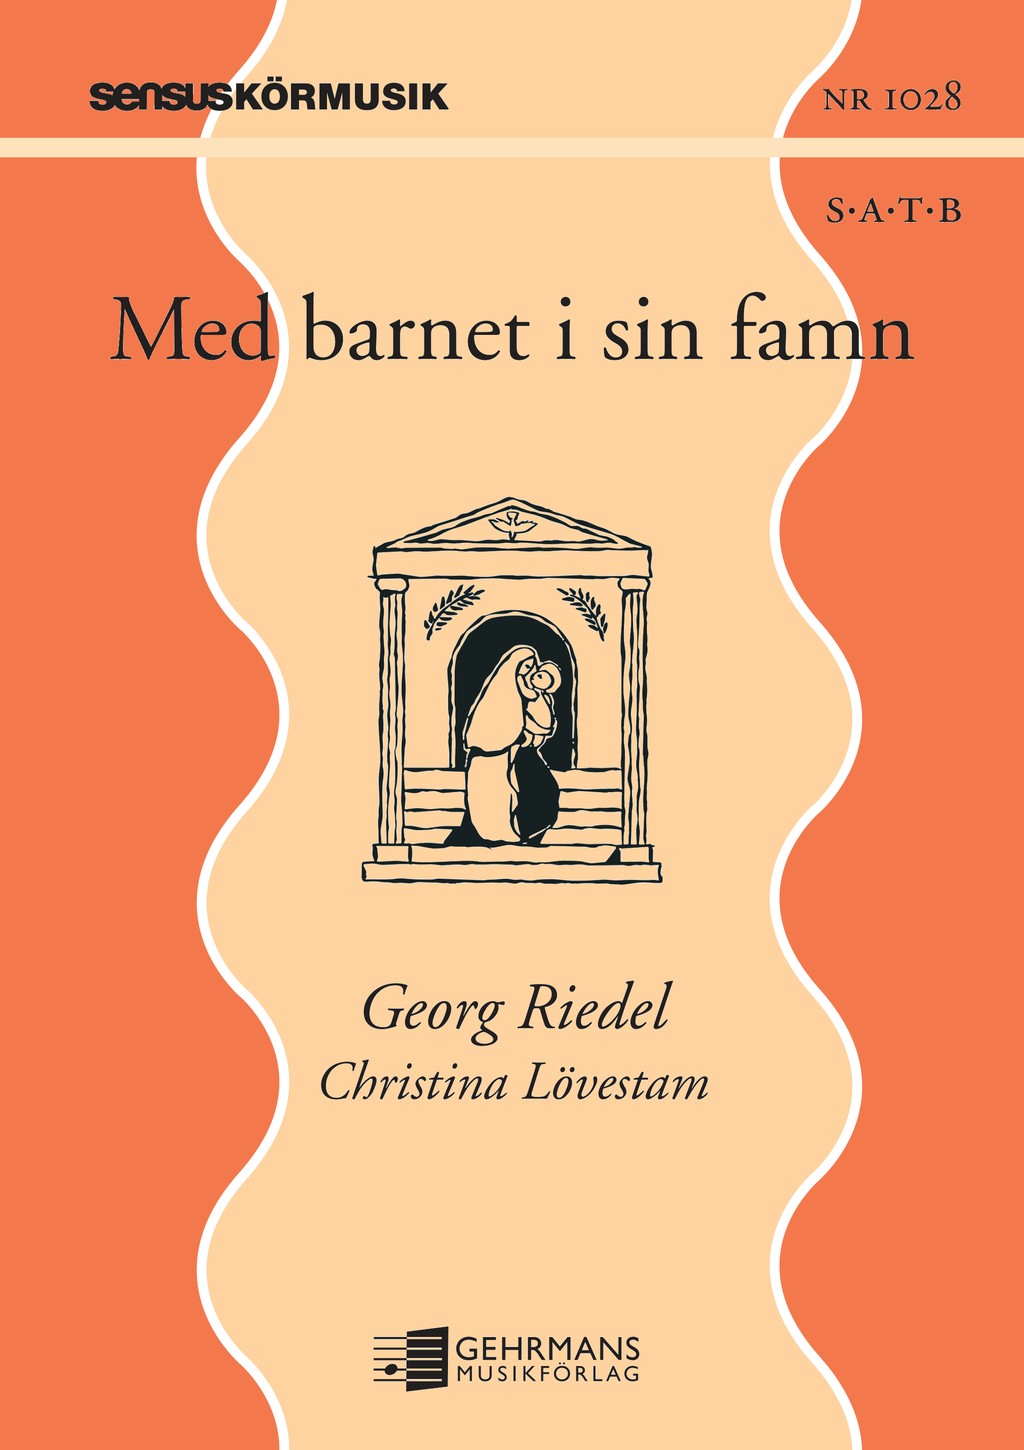 sensusKÖRMUSIK
NR 1028
S·A·T·B
Med barnet i sin famn
Georg Riedel
Christina Lövestam
GEHRMANS
MUSIKFÖRLAG